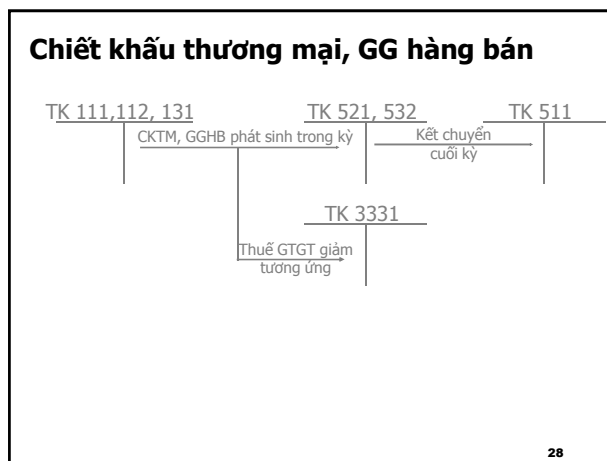 Chiết khấu thương mại, GG hàng bán
TK 111,112, 131
TK 521, 532
TK 511
CKTM, GGHB phát sinh trong kỳ
Kết chuyển
cuối kỳ
TK 3331
Thuế GTGT giảm
tương ứng
28